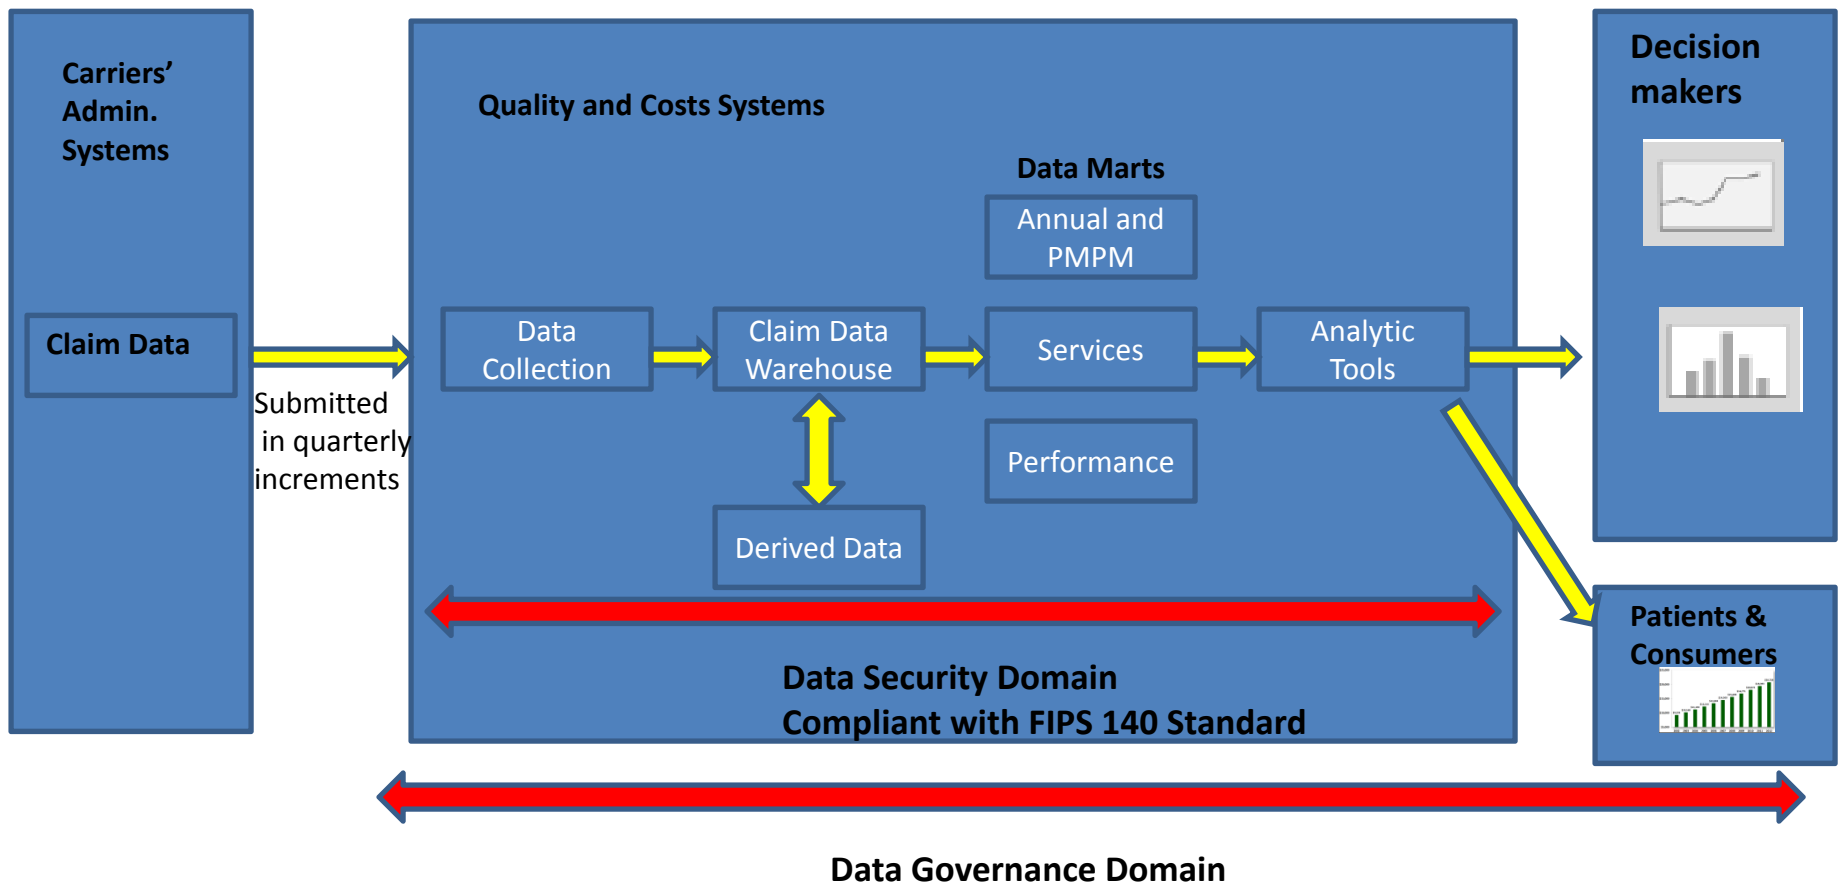 Carriers’
Admin.
Systems
Claim Data
Submitted
in quarterly
increments
Quality and Costs Systems
Data
Collection
Claim Data
Warehouse
Derived Data
Data Marts
Annual and
PMPM
Services
Performance
Analytic
Tools
Data Security Domain
Compliant with FIPS 140 Standard
Decision
makers
Patients &
Consumers
Data Governance Domain